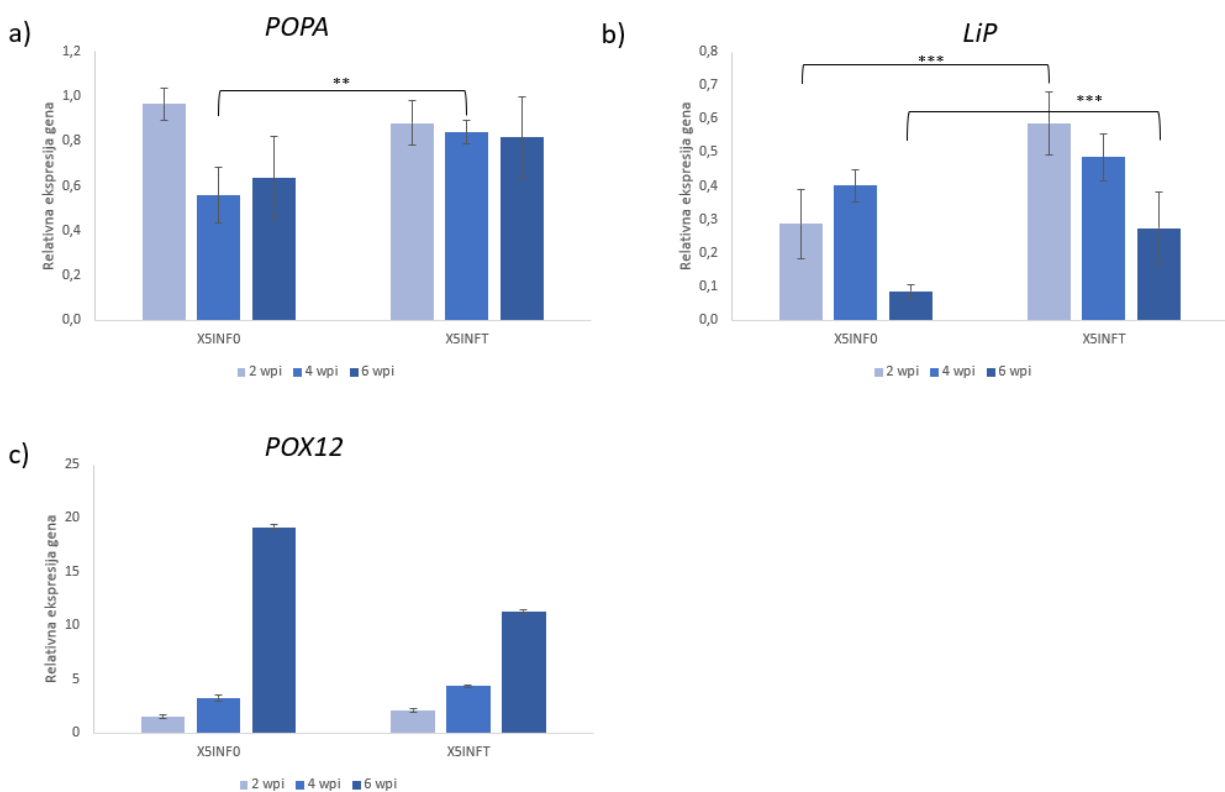 a)
POPA
Relativna ekspresija gena
1,2
1,0
0,8
0,6
0,4
0,2
0,0
**
X5INF0
X5INFT
2 wpi 4 wpi 6 wpi
b)
LiP
Relativna ekspresija gena
0,8
0,7
0,6
0,5
0,4
0,3
0,2
0,1
0,0
***
***
X5INF0
X5INFT
2 wpi 4 wpi 6 wpi
c)
POX12
Relativna ekspresija gena
25
20
15
10
5
0
X5INF0
X5INFT
2 wpi 4 wpi 6 wpi